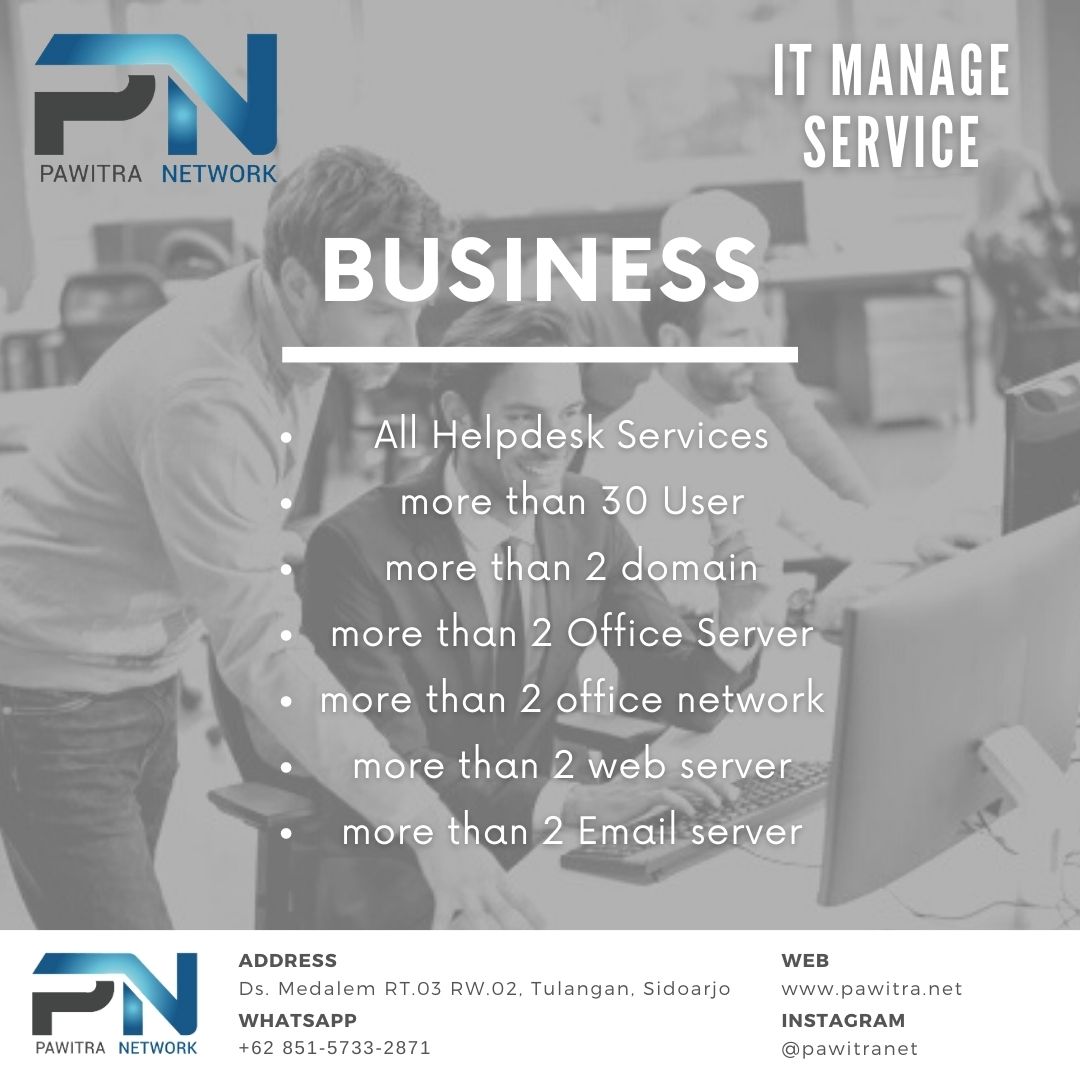 PAWITRA NETWORK
IT MANAGE
SERVICE
BUSINESS
All Helpdesk Services
more than 30 User
more than 2 domain
more than 2 Office Server
more than 2 office network
more than 2 web server
more than 2 Email server
PAWITRA NETWORK
ADDRESS
Ds. Medalem RT.03 RW.02, Tulangan, Sidoarjo
WHATSAPP
+62 851-5733-2871
WEB
www.pawitra.net
INSTAGRAM
@pawitranet